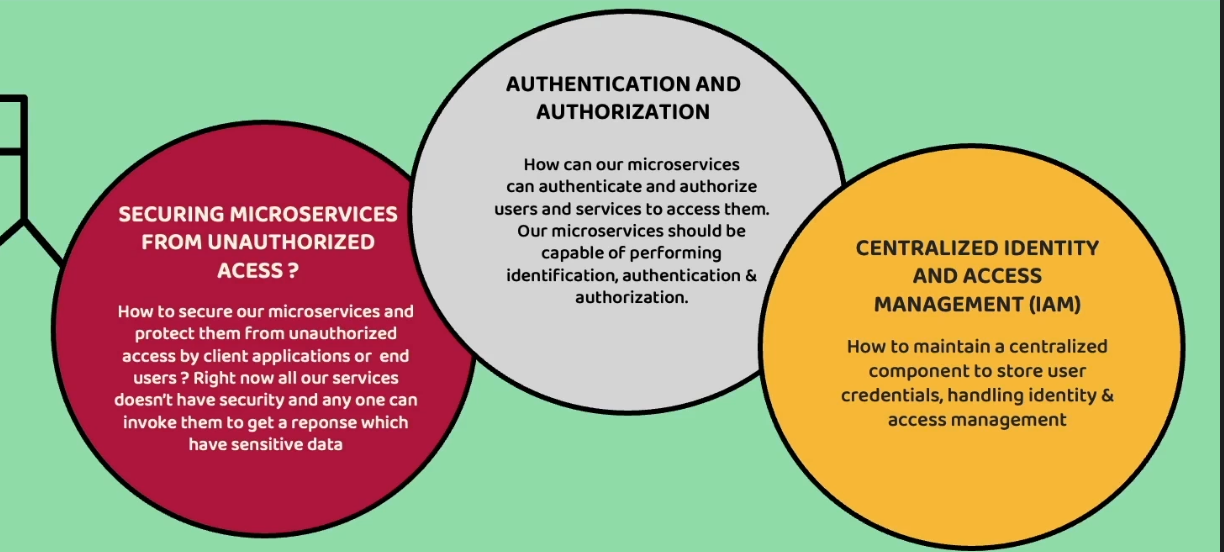 SECURING MICROSERVICES
FROM UNAUTHORIZED
ACESS ?
How to secure our microservices and
protect them from unauthorized
access by client applications or end
users ? Right now all our services
doesn't have security and any one can
invoke them to get a reponse which
have sensitive data
AUTHENTICATION AND
AUTHORIZATION
How can our microservices
can authenticate and authorize
users and services to access them.
Our microservices should be
capable of performing
identification, authentication &
authorization.
CENTRALIZED IDENTITY
AND ACCESS
MANAGEMENT (IAM)
How to maintain a centralized
component to store user
credentials, handling identity &
access management